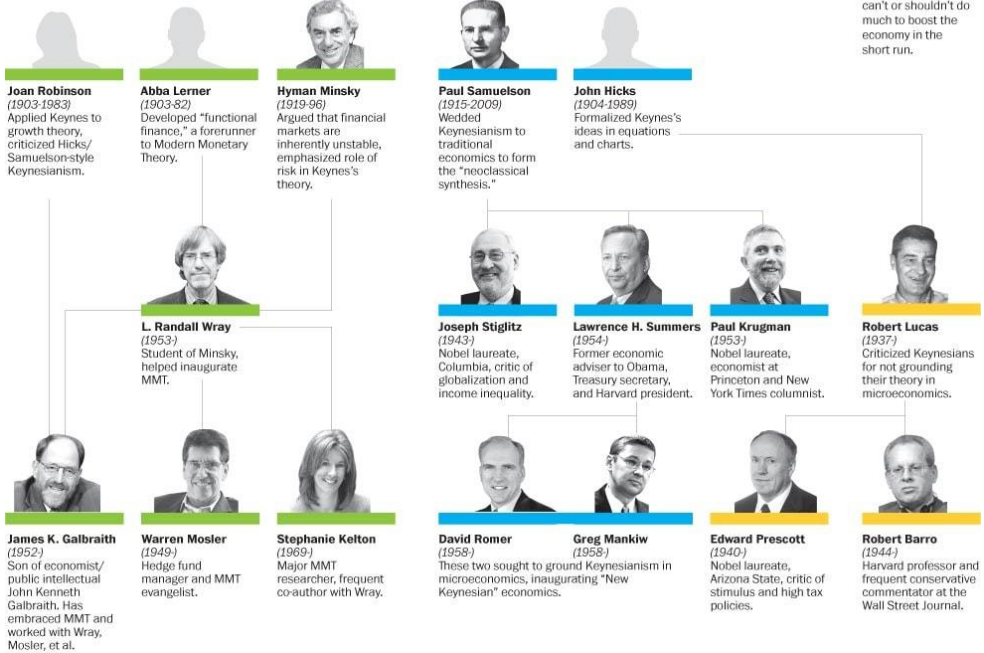 can't or shouldn't do
much to boost the
economy in the
short run.
Joan Robinson
(1903-1983)
Applied Keynes to
growth theory,
criticized Hicks/
Samuelson-style
Keynesianism.
Abba Lerner
(1903-82)
Developed “functional
finance,” a forerunner
to Modern Monetary
Theory.
Hyman Minsky
(1919-96)
Argued that financial
markets are
inherently unstable,
emphasized role of
risk in Keynes's
theory.
Paul Samuelson
(1915-2009)
Wedded
Keynesianism to
traditional
economics to form
the “neoclassical
synthesis.”
John Hicks
(1904-1989)
Formalized Keynes's
ideas in equations
and charts.
L. Randall Wray
(1953-)
Student of Minsky,
helped inaugurate
MMT.
Joseph Stiglitz
(1943-)
Nobel laureate,
Columbia, critic of
globalization and
income inequality.
Lawrence H. Summers
(1954-)
Former economic
adviser to Obama,
Treasury secretary,
and Harvard president.
Paul Krugman
(1953-)
Nobel laureate,
economist at
Princeton and New
York Times columnist.
Robert Lucas
(1937-)
Criticized Keynesians
for not grounding
their theory in
microeconomics.
James K. Galbraith
(1952-)
Son of economist/
public intellectual
John Kenneth
Galbraith. Has
embraced MMT and
worked with Wray,
Mosler, et al.
Warren Mosler
(1949-)
Hedge fund
manager and MMT
evangelist.
Stephanie Kelton
(1969-)
Major MMT
researcher, frequent
co-author with Wray.
David Romer
(1958-)
Greg Mankiw
(1958-)
These two sought to ground Keynesianism in
microeconomics, inaugurating “New
Keynesian” economics.
Edward Prescott
(1940-)
Nobel laureate,
Arizona State, critic of
stimulus and high tax
policies.
Robert Barro
(1944-)
Harvard professor and
frequent conservative
commentator at the
Wall Street Journal.